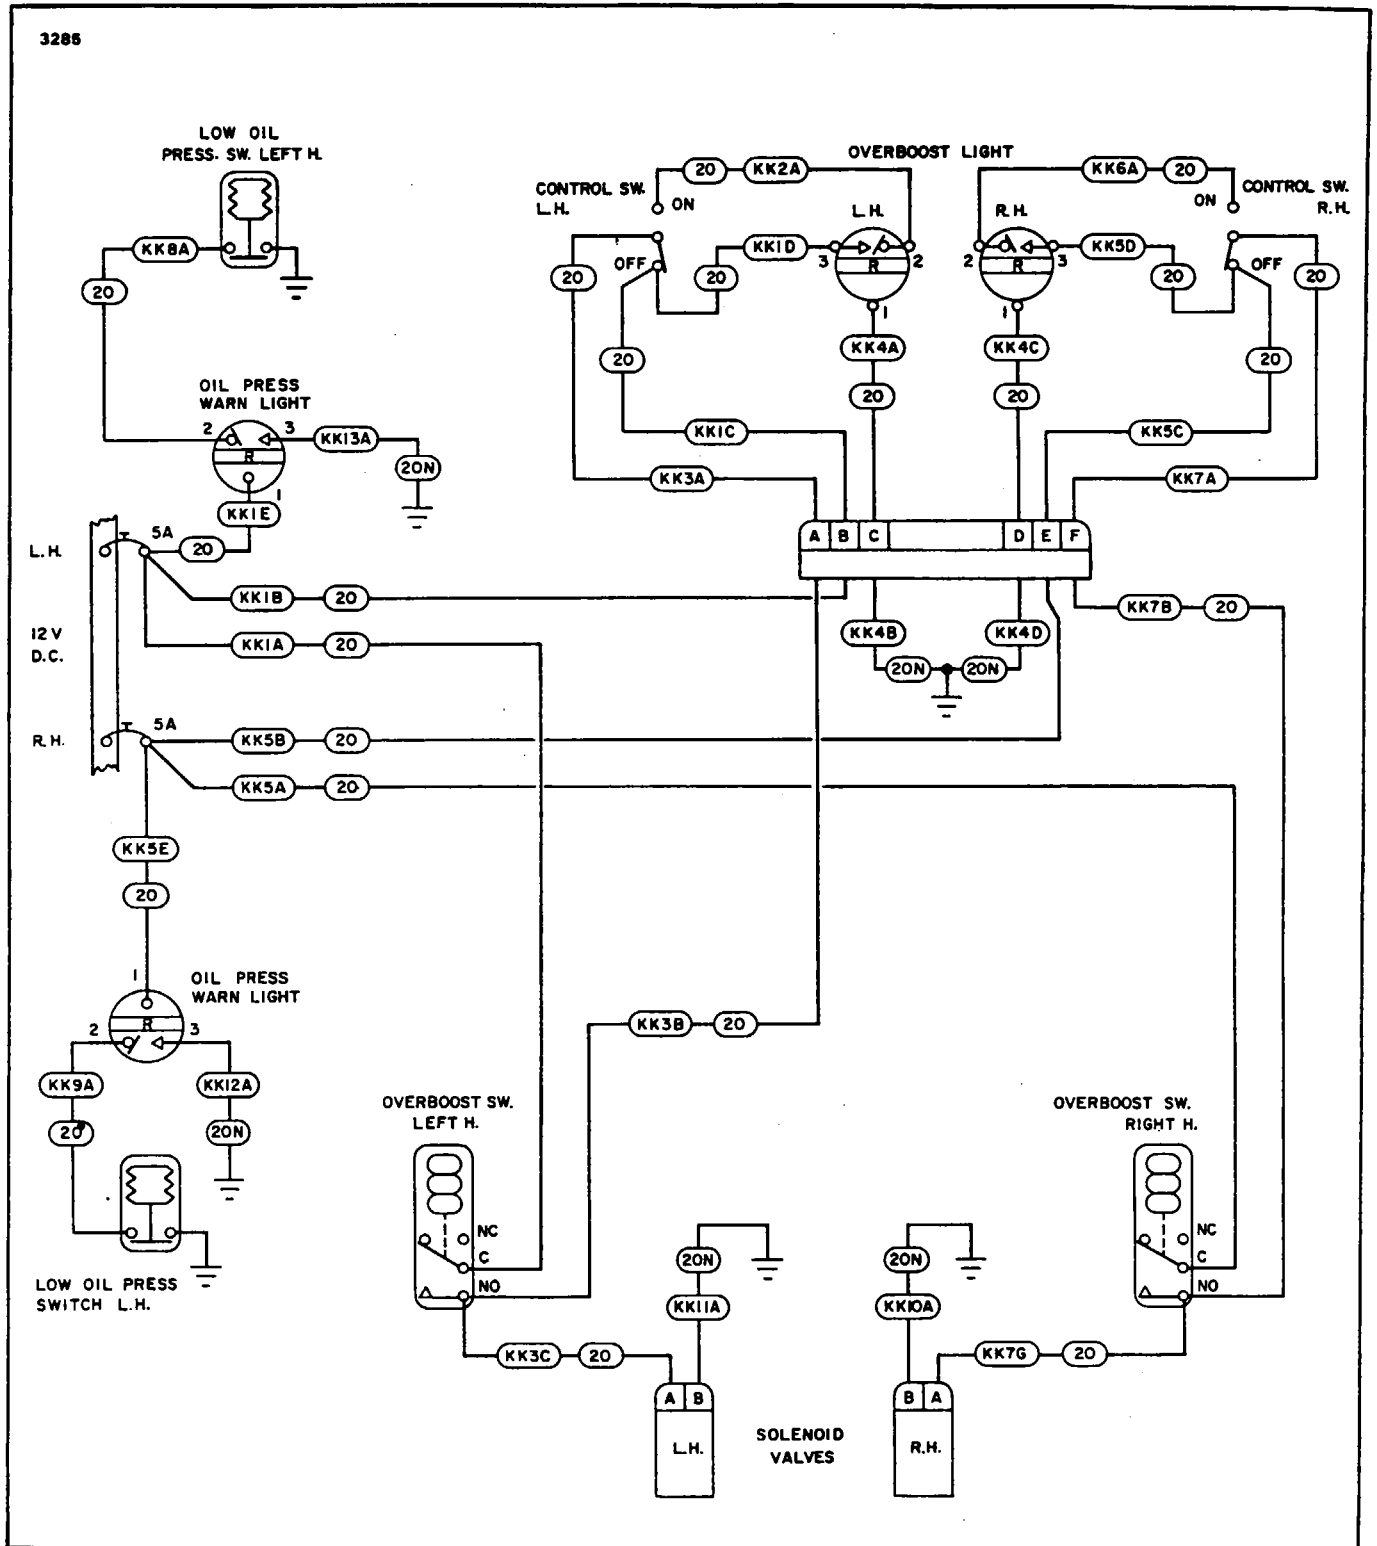 3286
LOW OIL
PRESS. SW. LEFT H.
KK8A
20
OIL PRESS
WARN LIGHT
2
3
R
1
KK13A
20N
KK1E
20
L.H.
5A
KK1B
20
12 V
D.C.
KK1A
20
R.H.
5A
KK5B
20
KK5A
20
KK5E
20
1
OIL PRESS
WARN LIGHT
2
R
3
KK9A
20
KK12A
20N
LOW OIL PRESS
SWITCH L.H.
OVERBOOST LIGHT
CONTROL SW.
L.H.
ON
OFF
20
KK2A
L.H.
R.H.
KK6A
20
ON
CONTROL SW.
R.H.
OFF
20
20
KK1D
3
R
2
1
2
R
3
1
KK5D
20
20
20
20
KK4A
20
KK4C
20
KK1C
KK3A
KK5C
KK7A
A
B
C
D
E
F
KK4B
20N
KK4D
20N
KK7B
20
KK3B
20
OVERBOOST SW.
LEFT H.
NC
C
NO
OVERBOOST SW.
RIGHT H.
NC
C
NO
20N
KK11A
20N
KK10A
KK3C
20
KK7G
20
A
B
L.H.
SOLENOID
VALVES
B
A
R.H.